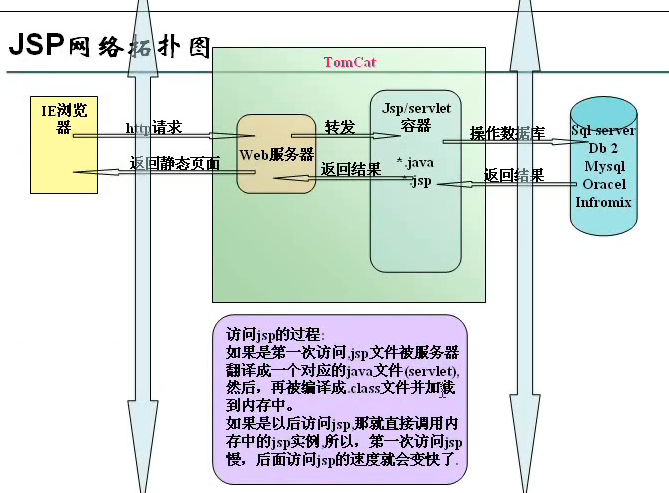 JSP网络拓扑图
TomCat
IE浏览
器
http请求
返回静态页面
Web服务器
转发
返回结果
Jsp/servlet
容器
*.java
*.jsp
操作数据库
返回结果
Sql server
Db 2
Mysql
Oracel
Infromix
访问jsp的过程:
如果是第一次访问,jsp文件被服务器
翻译成一个对应的java文件(servlet),
然后，再被编译成.class文件并加载
到内存中。
如果是以后访问jsp,那就直接调用内
存中的jsp实例,所以，第一次访问jsp
慢，后面访问jsp的速度就会变快了.